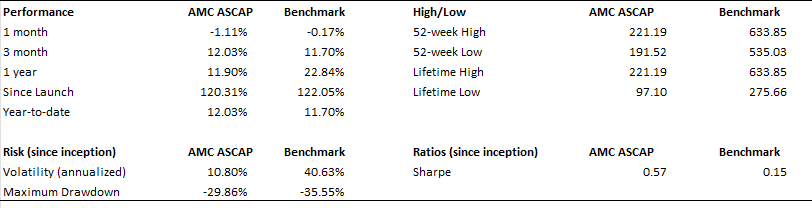 Performance AMC ASCAP Benchmark High/Low AMC ASCAP Benchmark
1 month -1.11% -0.17% 52-week High 221.19 633.85
3 month 12.03% 11.70% 52-week Low 191.52 535.03
1 year 11.90% 22.84% Lifetime High 221.19 633.85
Since Launch 120.31% 122.05% Lifetime Low 97.10 275.66
Year-to-date 12.03% 11.70%
Risk (since inception) AMC ASCAP Benchmark Ratios (since inception) AMC ASCAP Benchmark
Volatility (annualized) 10.80% 40.63% Sharpe 0.57 0.15
Maximum Drawdown -29.86% -35.55%